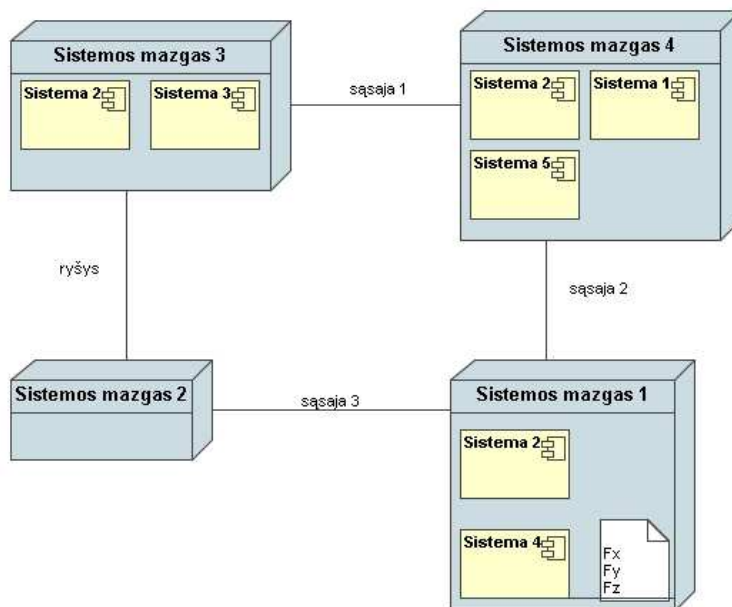 Sistemos mazgas 3
Sistema 2
Sistema 3
sąsaja 1
Sistemos mazgas 4
Sistema 2
Sistema 1
Sistema 5
ryšys
sąsaja 2
Sistemos mazgas 2
sąsaja 3
Sistemos mazgas 1
Sistema 2
Sistema 4
Fx
Fy
Fz